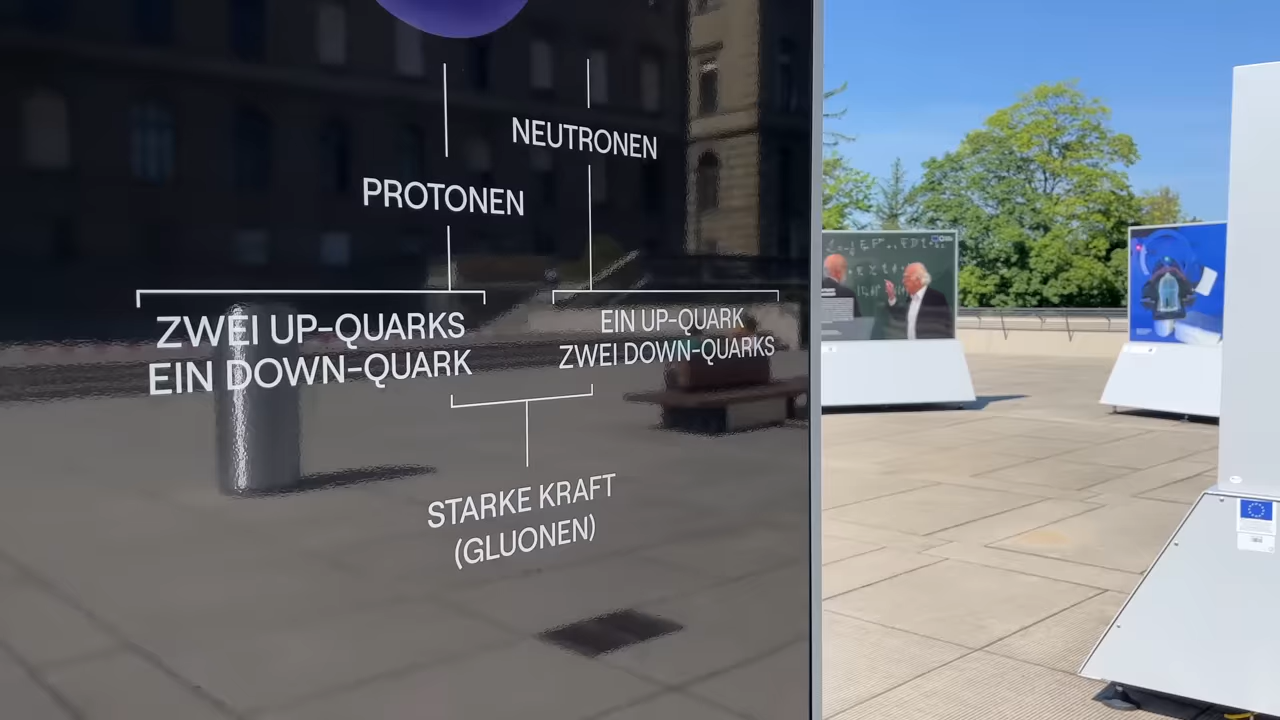 NEUTRONEN
PROTONEN
ZWEI UP-QUARKS
EIN DOWN-QUARK
EIN UP-QUARK
ZWEI DOWN-QUARKS
STARKE KRAFT
(GLUONEN)